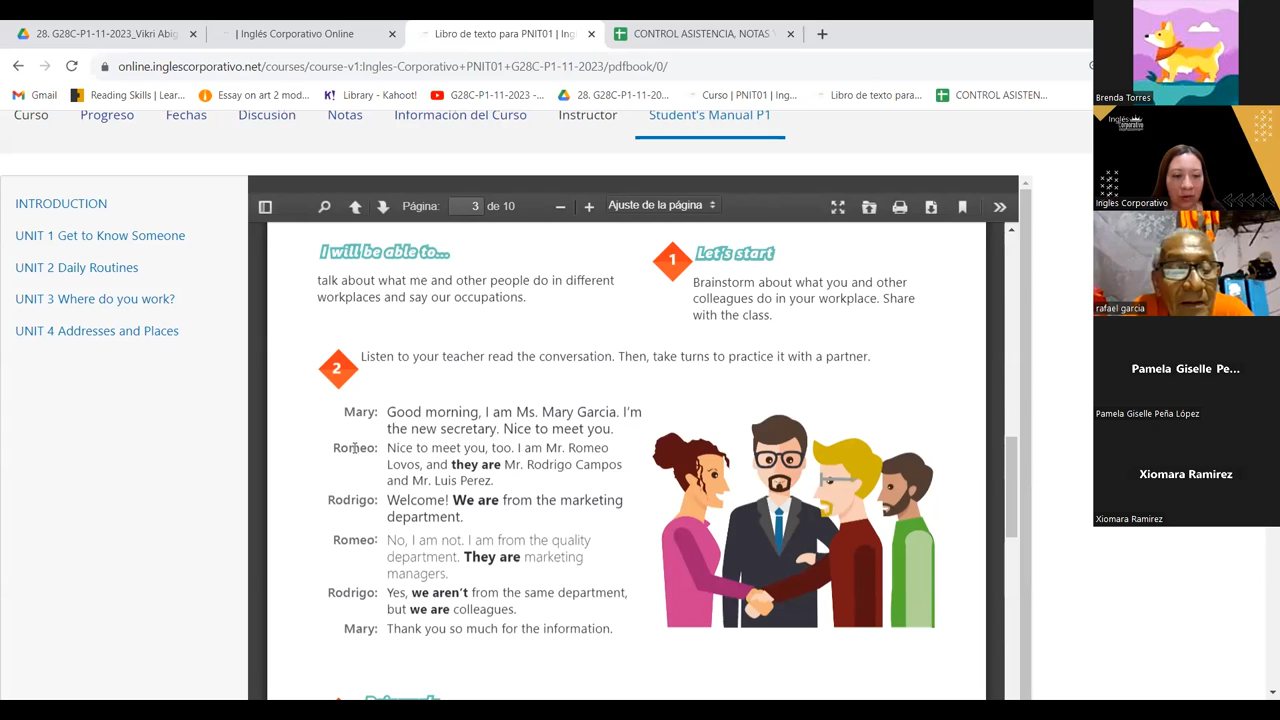 28. G28C-P1-11-2023_Vikri Abig
| Inglés Corporativo Online
Libro de texto para PNIT01 | Ing
CONTROL ASISTENCIA, NOTAS
online.inglescorporativo.net/courses/course-v1:Ingles-Corporativo+PNIT01+G28C-P1-11-2023/pdfbook/0/
Gmail
Reading Skills | Lear...
Essay on art 2 mod...
Library - Kahoot!
G28C-P1-11-2023 -...
28. G28C-P1-11-20...
Curso | PNIT01 | Ing...
Libro de texto para...
CONTROL ASISTEN...
Curso Progreso Fechas Discusión Notas Información del Curso Instructor Student's Manual P1
INTRODUCTION
UNIT 1 Get to Know Someone
UNIT 2 Daily Routines
UNIT 3 Where do you work?
UNIT 4 Addresses and Places
Página: 3 de 10
Ajuste de la página
I will be able to...
talk about what me and other people do in different
workplaces and say our occupations.
1
Let's start
Brainstorm about what you and other
colleagues do in your workplace. Share
with the class.
2
Listen to your teacher read the conversation. Then, take turns to practice it with a partner.
Mary: Good morning, I am Ms. Mary Garcia. I'm
the new secretary. Nice to meet you.
Romeo: Nice to meet you, too. I am Mr. Romeo
Lovos, and they are Mr. Rodrigo Campos
and Mr. Luis Perez.
Rodrigo: Welcome! We are from the marketing
department.
Romeo: No, I am not. I am from the quality
department. They are marketing
managers.
Rodrigo: Yes, we aren't from the same department,
but we are colleagues.
Mary: Thank you so much for the information.
Brenda Torres
Inglés
Corporativo
Ingles Corporativo
rafael garcia
Pamela Giselle Pe...
Pamela Giselle Peña López
Xiomara Ramirez
Xiomara Ramirez